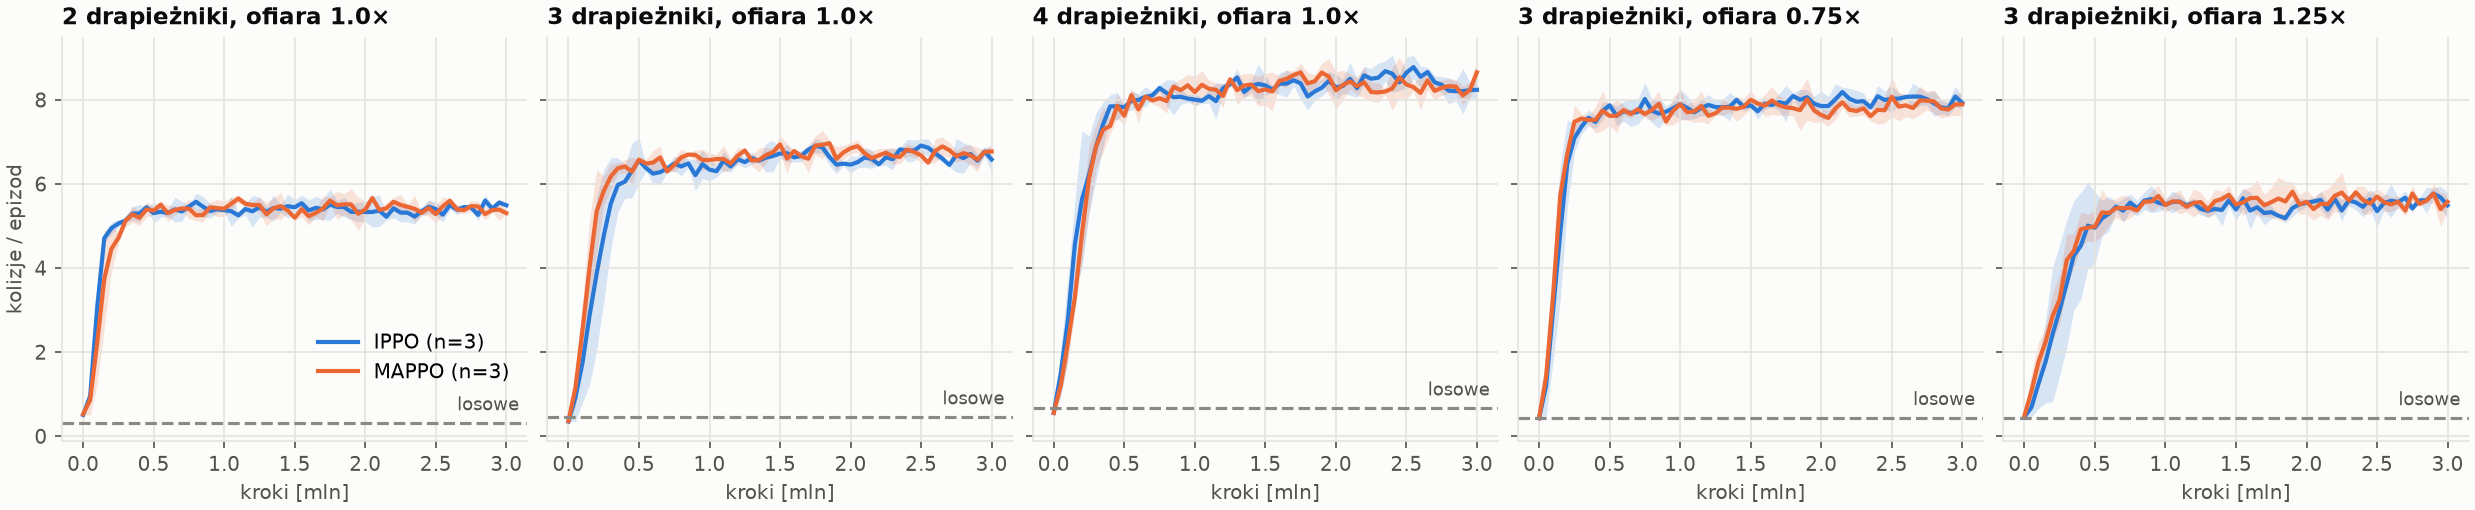 2 drapieżniki, ofiara 1.0×
3 drapieżniki, ofiara 1.0×
4 drapieżniki, ofiara 1.0×
3 drapieżniki, ofiara 0.75×
3 drapieżniki, ofiara 1.25×
kolizje / epizod
8
6
4
2
0
IPPO (n=3)
MAPPO (n=3)
losowe
losowe
losowe
losowe
losowe
0.0 0.5 1.0 1.5 2.0 2.5 3.0
0.0 0.5 1.0 1.5 2.0 2.5 3.0
0.0 0.5 1.0 1.5 2.0 2.5 3.0
0.0 0.5 1.0 1.5 2.0 2.5 3.0
0.0 0.5 1.0 1.5 2.0 2.5 3.0
kroki [mln]
kroki [mln]
kroki [mln]
kroki [mln]
kroki [mln]